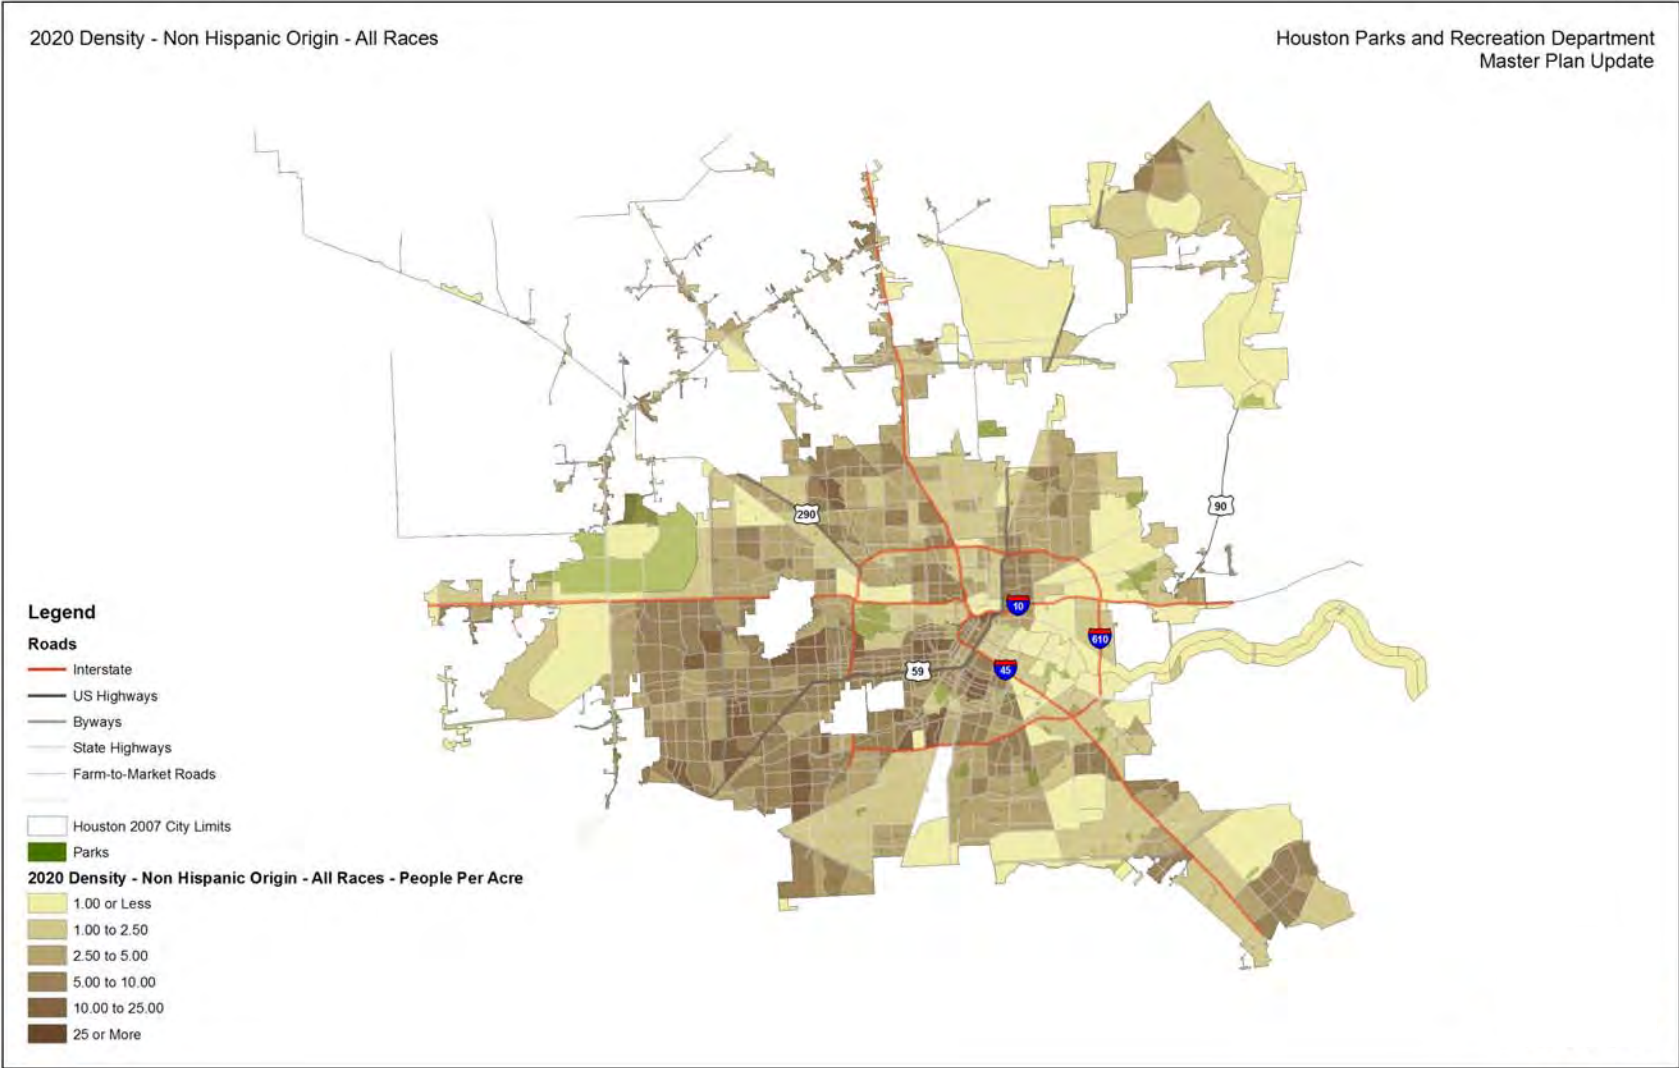 2020 Density - Non Hispanic Origin - All Races
Houston Parks and Recreation Department
Master Plan Update
290
90
10
610
59
45
Legend
Roads
Interstate
US Highways
Byways
State Highways
Farm-to-Market Roads
Houston 2007 City Limits
Parks
2020 Density - Non Hispanic Origin - All Races - People Per Acre
1.00 or Less
1.00 to 2.50
2.50 to 5.00
5.00 to 10.00
10.00 to 25.00
25 or More